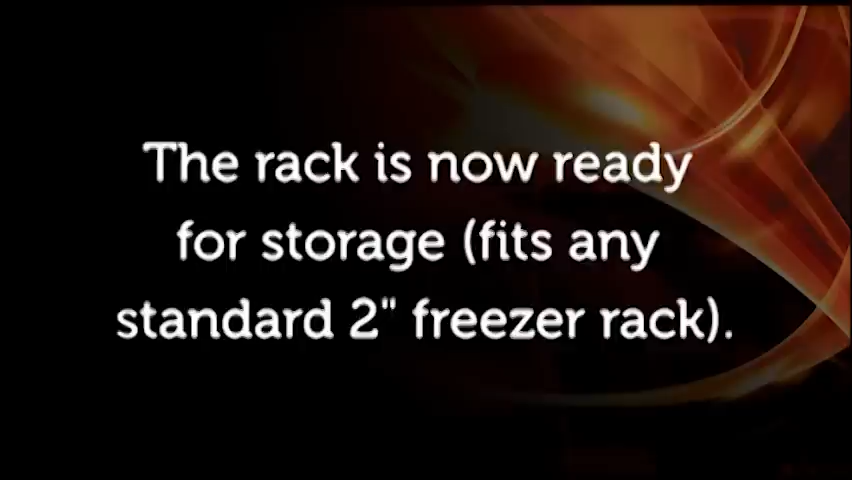 The rack is now ready
for storage (fits any
standard 2" freezer rack).